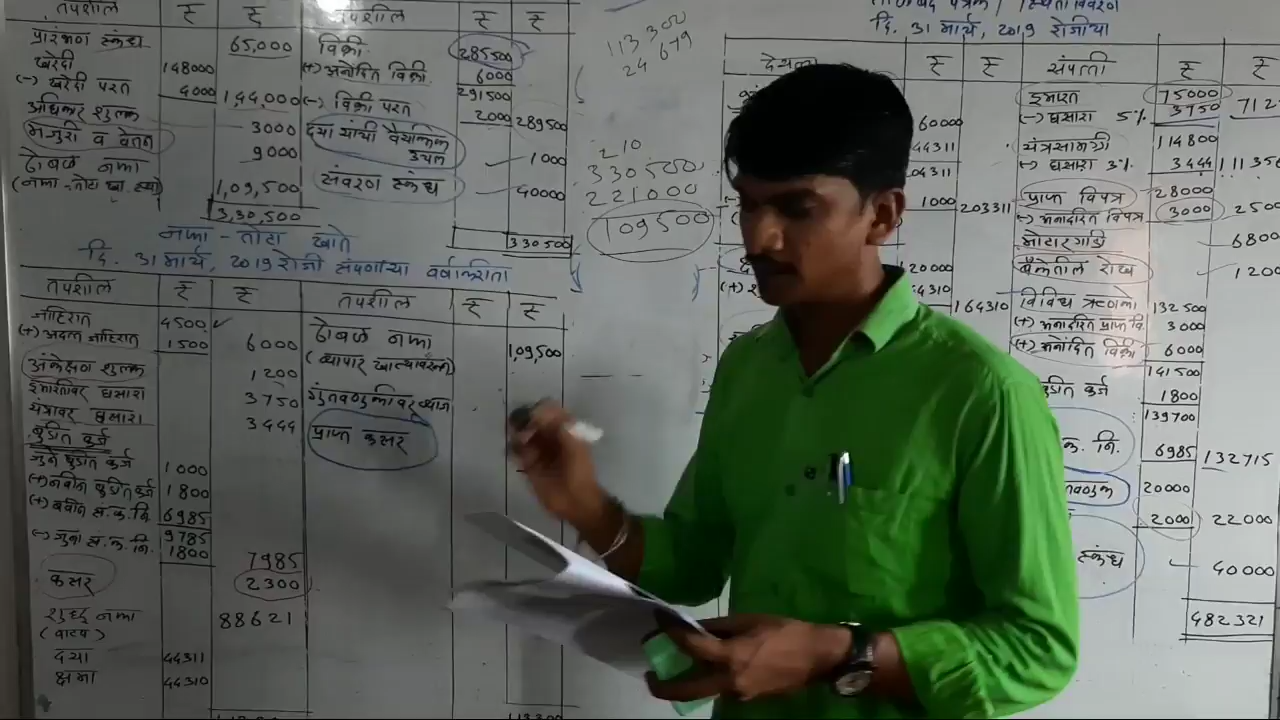 तपशील ₹ ₹ तपशील ₹ ₹
प्रारंभिक स्कंध 65,000 विक्री 285500
खरेदी 148000 (+) अनोंदित विक्री 6000
(-) खरेदी परत 4000 1,44,000 (-) विक्री परत 291500
2000 289500
अधिकार शुल्क 3000 दया यांची वैयक्तिक
मजुरी व वेतन 9000 उचल 1000
ढोबळ नफा संवरण स्कंध 40000
(नफा-तोटा खा. स्था) 1,09,500
3,30,500 330500
नफा - तोटा खाते
दि. 31 मार्च, 2019 रोजी संपणाऱ्या वर्षाकरिता
तपशील ₹ ₹ तपशील ₹ ₹
जाहिरात 4500 ढोबळ नफा
(+) अदत्त जाहिरात 1500 6000 (व्यापार खात्यावरून) 1,09,500
अंकेक्षण शुल्क 1200
इमारतीवर घसारा 3750 गुंतवणुकीवर व्याज
यंत्रावर घसारा 3444 प्राप्त कसर
बुडीत कर्ज
जुने बुडीत कर्ज 1000
(+) नवीन बुडीत कर्ज 1800
(+) नवीन सं.क.नि. 6985
9785
(-) जुना सं.क.नि. 1800 7985
कसर 2300
शुद्ध नफा 88621
(वाटप)
दया 44311
क्षमा 44310
113300
24679
210
330500
221000
109500
दि. 31 मार्च, 2019 रोजीचा
₹ ₹ संपत्ती ₹ ₹
इमारत 75000
60000 (-) घसारा 5% 3750
44311 यंत्रसामग्री 114800
104311 (-) घसारा 3% 3444
प्राप्त विपत्र 28000
1000 203311 (-) अनादरित विपत्र 3000
मोटारगाडी
120000 बँकेतील रोख
(+) 44310 164310 विविध ऋणको 132500
(+) अनादरित प्राप्त वि. 3000
(+) अनोंदित विक्री 6000
141500
बुडीत कर्ज 1800
139700
क. नि. 6985 132715
20000
2000 22000
स्कंध 40000
482321